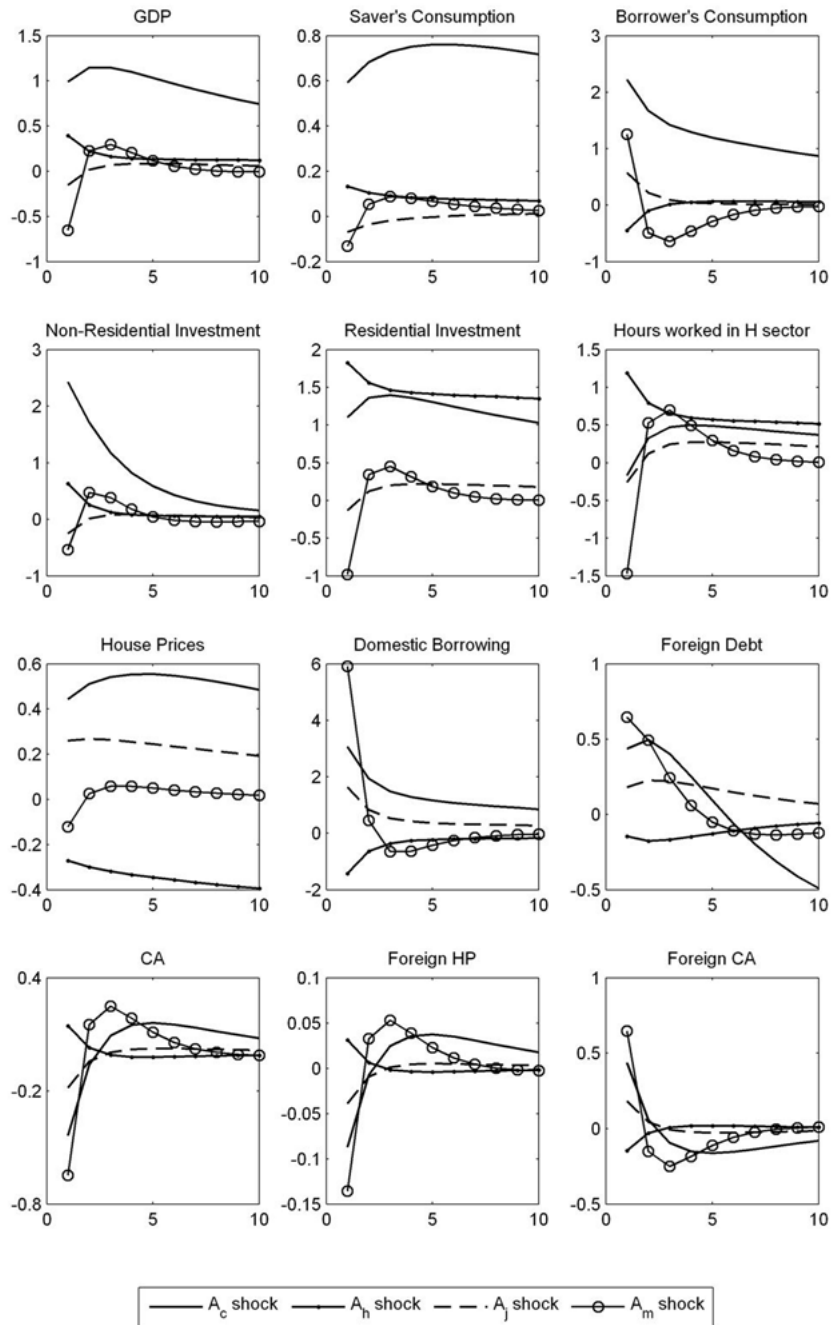 GDP
Saver's Consumption
Borrower's Consumption
1.5
1
0.5
0
-0.5
-1
0 5 10
0.8
0.6
0.4
0.2
0
-0.2
0 5 10
3
2
1
0
-1
0 5 10
Non-Residential Investment
Residential Investment
Hours worked in H sector
3
2
1
0
-1
0 5 10
2
1.5
1
0.5
0
-0.5
-1
0 5 10
1.5
1
0.5
0
-0.5
-1
-1.5
0 5 10
House Prices
Domestic Borrowing
Foreign Debt
0.6
0.4
0.2
0
-0.2
-0.4
0 5 10
6
4
2
0
-2
0 5 10
1
0.5
0
-0.5
0 5 10
CA
Foreign HP
Foreign CA
0.4
-0.2
-0.8
0 5 10
0.1
0.05
0
-0.05
-0.1
-0.15
0 5 10
1
0.5
0
-0.5
0 5 10
A_c shock A_h shock A_j shock A_m shock